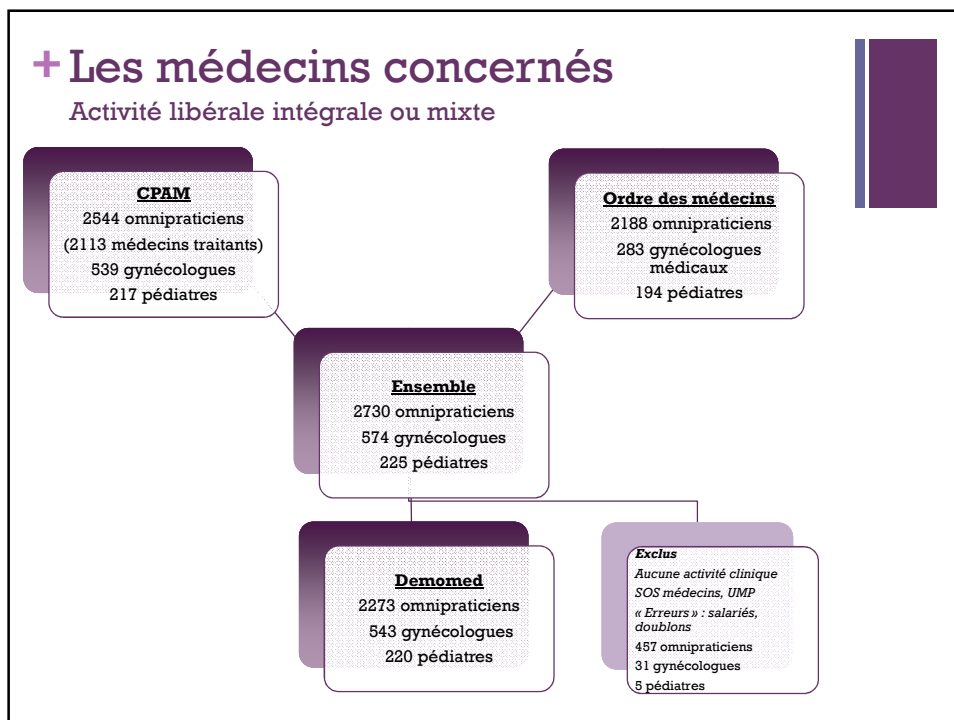 + Les médecins concernés
Activité libérale intégrale ou mixte
CPAM
2544 omnipraticiens
(2113 médecins traitants)
539 gynécologues
217 pédiatres
Ordre des médecins
2188 omnipraticiens
283 gynécologues
médicaux
194 pédiatres
Ensemble
2730 omnipraticiens
574 gynécologues
225 pédiatres
Demomed
2273 omnipraticiens
543 gynécologues
220 pédiatres
Exclus
Aucune activité clinique
SOS médecins, UMP
« Erreurs » : salariés,
doublons
457 omnipraticiens
31 gynécologues
5 pédiatres